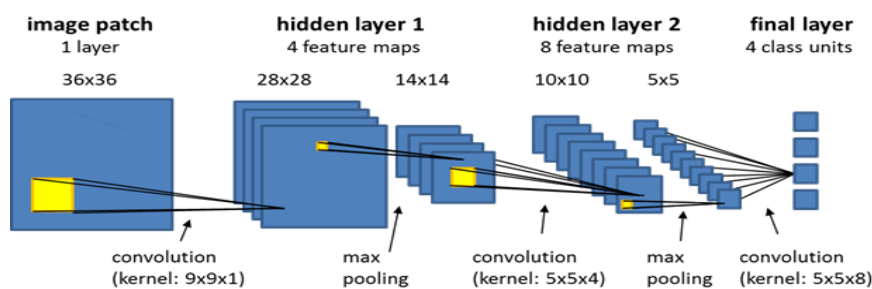 image patch
1 layer
36x36
hidden layer 1
4 feature maps
28x28
14x14
hidden layer 2
8 feature maps
10x10
5x5
final layer
4 class units
convolution
(kernel: 9x9x1)
max
pooling
convolution
(kernel: 5x5x4)
max
pooling
convolution
(kernel: 5x5x8)